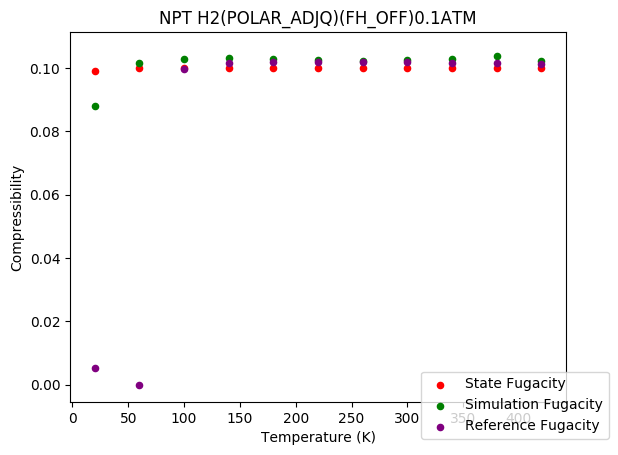 NPT H2(POLAR_ADJQ)(FH_OFF)0.1ATM
Compressibility
0.10
0.08
0.06
0.04
0.02
0.00
0 50 100 150 200 250 300 350 400
Temperature (K)
State Fugacity
Simulation Fugacity
Reference Fugacity